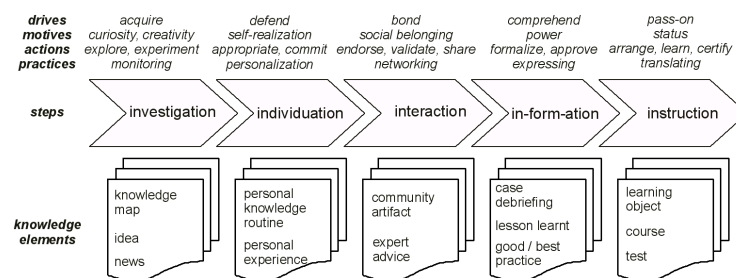 drives acquire defend bond comprehend pass-on
motives curiosity, creativity self-realization social belonging power status
actions explore, experiment appropriate, commit endorse, validate, share formalize, approve arrange, learn, certify
practices monitoring personalization networking expressing translating
steps investigation individuation interaction in-form-ation instruction
knowledge elements
knowledge
map
idea
news
personal
knowledge
routine
personal
experience
community
artifact
expert
advice
case
debriefing
lesson learnt
good / best
practice
learning
object
course
test